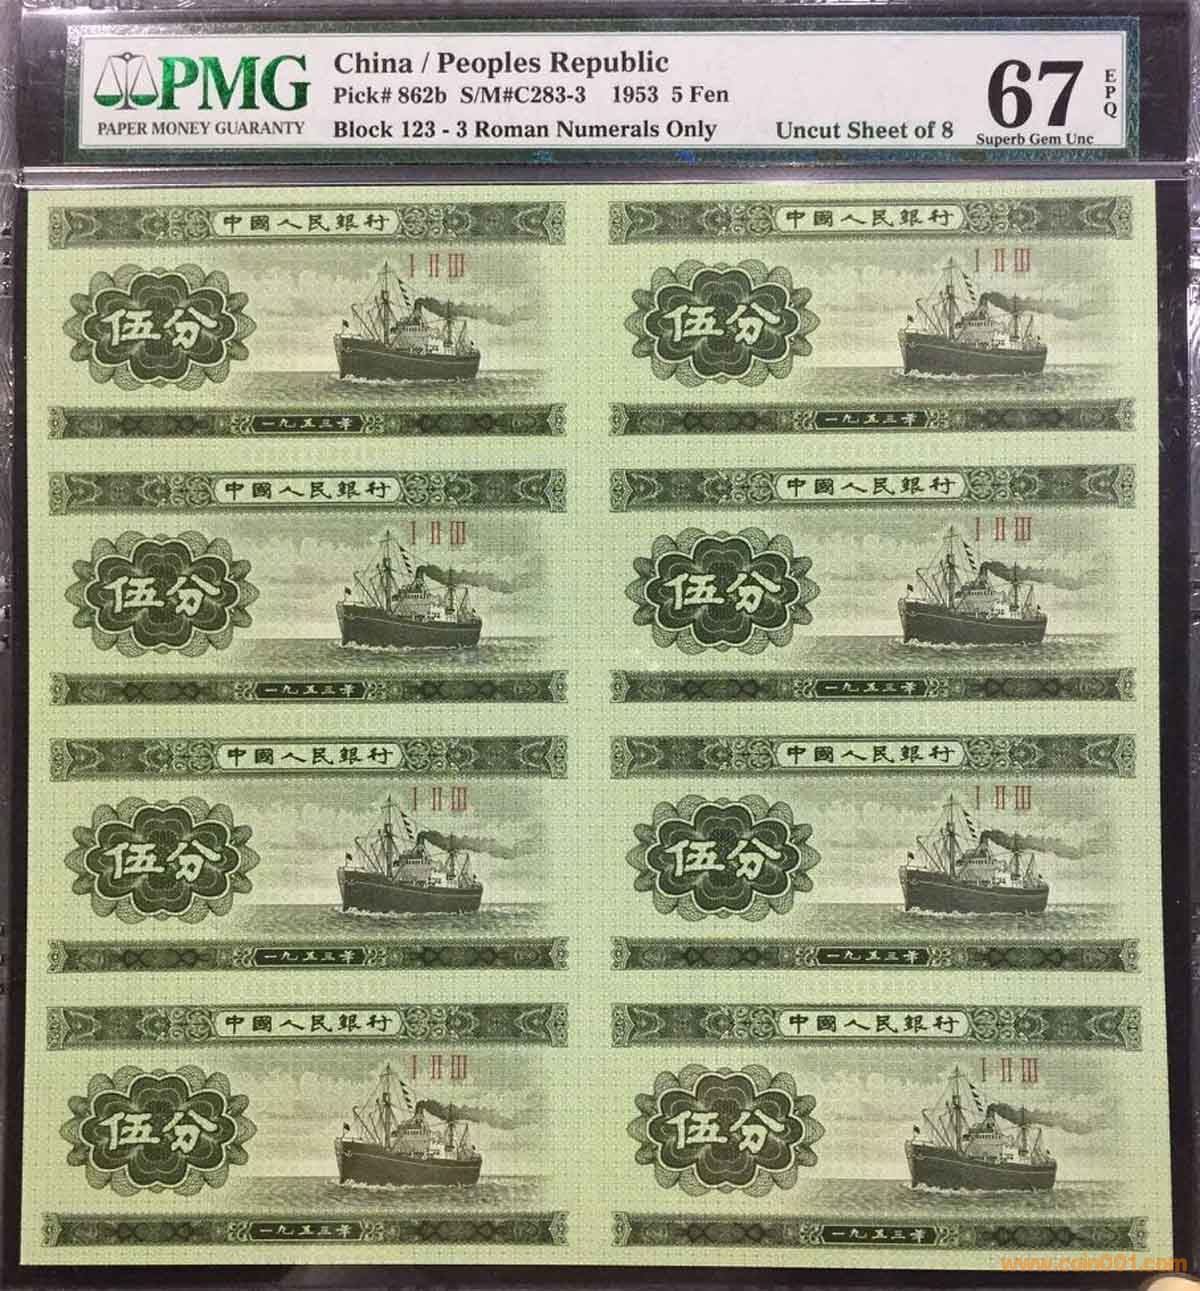 PMG
PAPER MONEY GUARANTY
China / Peoples Republic
Pick# 862b S/M#C283-3 1953 5 Fen
Block 123 - 3 Roman Numerals Only
Uncut Sheet of 8
67
EPQ
Superb Gem Unc
中國人民銀行
中國人民銀行
I II III
I II III
伍分
伍分
一九五三年
一九五三年
中國人民銀行
中國人民銀行
I II III
I II III
伍分
伍分
一九五三年
一九五三年
中國人民銀行
中國人民銀行
I II III
I II III
伍分
伍分
一九五三年
一九五三年
中國人民銀行
中國人民銀行
I II III
I II III
伍分
伍分
一九五三年
一九五三年
www.coin001.com